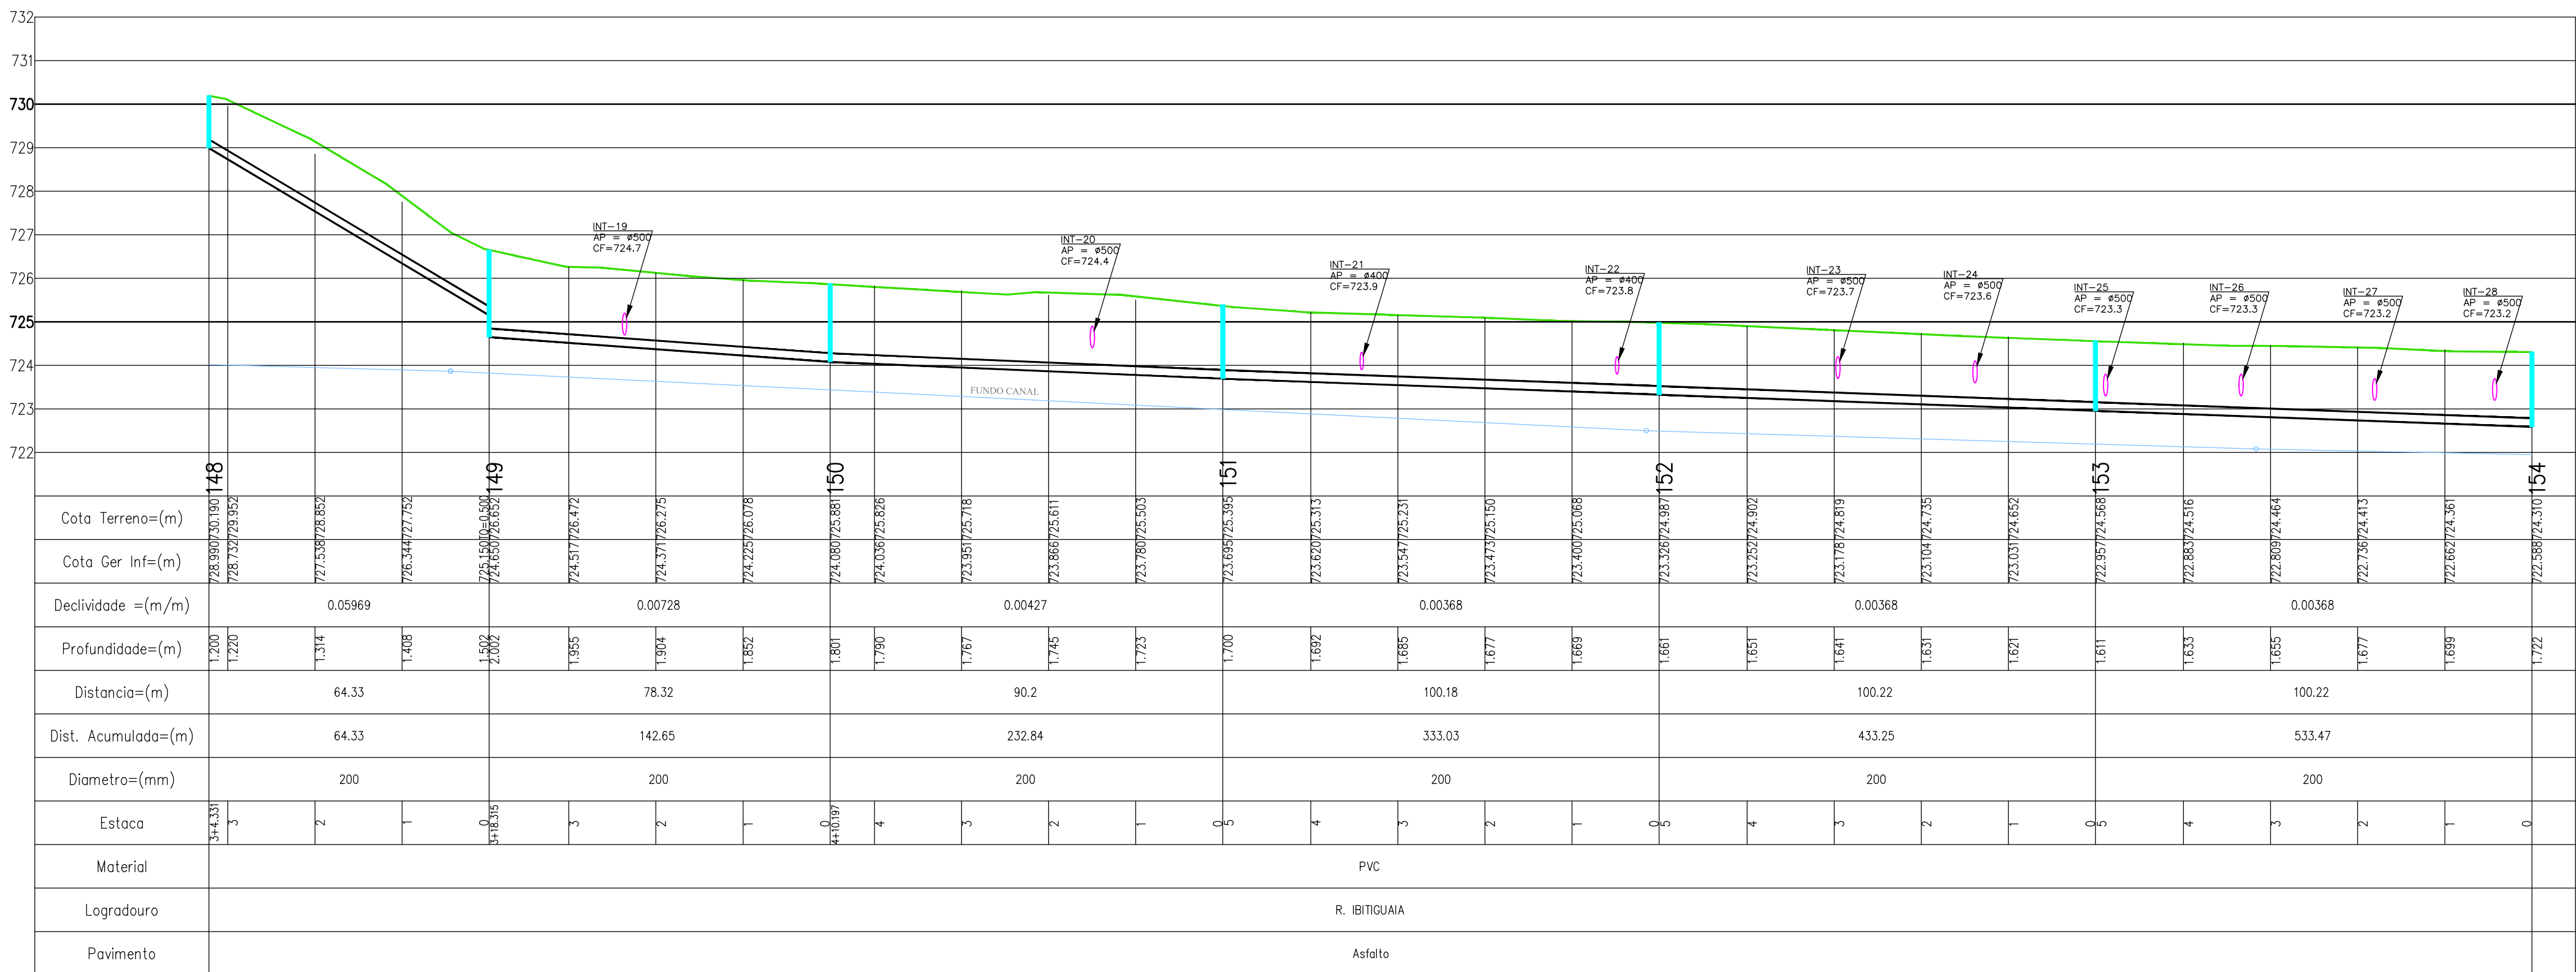 732
731
730
729
728
727
726
725
724
723
722
INT-19
AP = ø500
CF=724.7
INT-20
AP = ø500
CF=724.4
INT-21
AP = ø400
CF=723.9
INT-22
AP = ø400
CF=723.8
INT-23
AP = ø500
CF=723.7
INT-24
AP = ø500
CF=723.6
INT-25
AP = ø500
CF=723.3
INT-26
AP = ø500
CF=723.3
INT-27
AP = ø500
CF=723.2
INT-28
AP = ø500
CF=723.2
FUNDO CANAL
148 149 150 151 152 153 154
Cota Terreno=(m) 730.190 729.952 728.852 727.752 TQ=0.500 726.652 726.472 726.275 726.078 725.881 725.826 725.718 725.611 725.503 725.395 725.313 725.231 725.150 725.068 724.987 724.902 724.819 724.735 724.652 724.568 724.516 724.464 724.413 724.361 724.310
Cota Ger Inf=(m) 728.990 728.732 727.538 726.344 725.150 724.650 724.517 724.371 724.225 724.080 724.036 723.951 723.866 723.780 723.695 723.620 723.547 723.473 723.400 723.326 723.252 723.178 723.104 723.031 722.957 722.883 722.809 722.736 722.662 722.588
Declividade =(m/m) 0.05969 0.00728 0.00427 0.00368 0.00368 0.00368
Profundidade=(m) 1.200 1.220 1.314 1.408 1.502 2.002 1.955 1.904 1.852 1.801 1.790 1.767 1.745 1.723 1.700 1.692 1.685 1.677 1.669 1.661 1.651 1.641 1.631 1.621 1.611 1.633 1.655 1.677 1.699 1.722
Distancia=(m) 64.33 78.32 90.2 100.18 100.22 100.22
Dist. Acumulada=(m) 64.33 142.65 232.84 333.03 433.25 533.47
Diametro=(mm) 200 200 200 200 200 200
Estaca 3+4.331 3 2 1 0 3+18.315 3 2 1 0 4+10.197 4 3 2 1 0 5 4 3 2 1 0 5 4 3 2 1 0 5 4 3 2 1 0
Material PVC
Logradouro R. IBITIGUAIA
Pavimento Asfalto